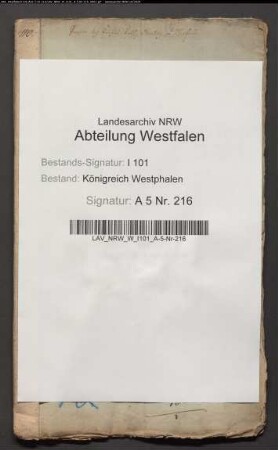 Landesarchiv NRW
Abteilung Westfalen
Bestands-Signatur: I 101
Bestand: Königreich Westphalen
Signatur: A 5 Nr. 216
LAV_NRW_W_I101_A-5-Nr-216